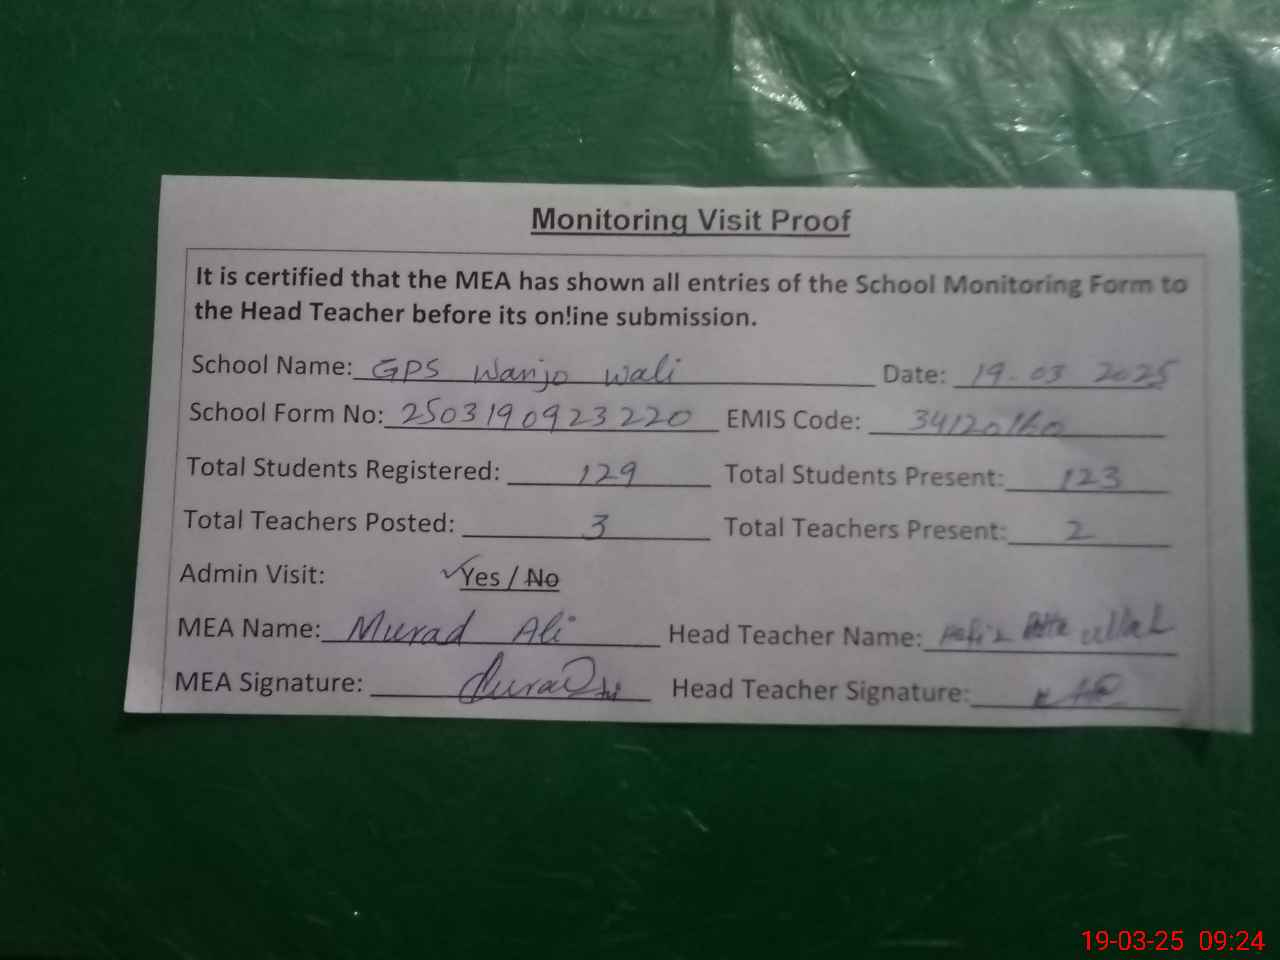 Monitoring Visit Proof
It is certified that the MEA has shown all entries of the School Monitoring Form to
the Head Teacher before its on!ine submission.
School Name: GPS Wanjo Wali Date: 19-03 2025
School Form No: 2503190923220 EMIS Code: 34120160
Total Students Registered: 129 Total Students Present: 123
Total Teachers Posted: 3 Total Teachers Present: 2
Admin Visit: ✓Yes / No
MEA Name: Murad Ali Head Teacher Name: Hafiz ullah
MEA Signature: Head Teacher Signature:
19-03-25 09:24